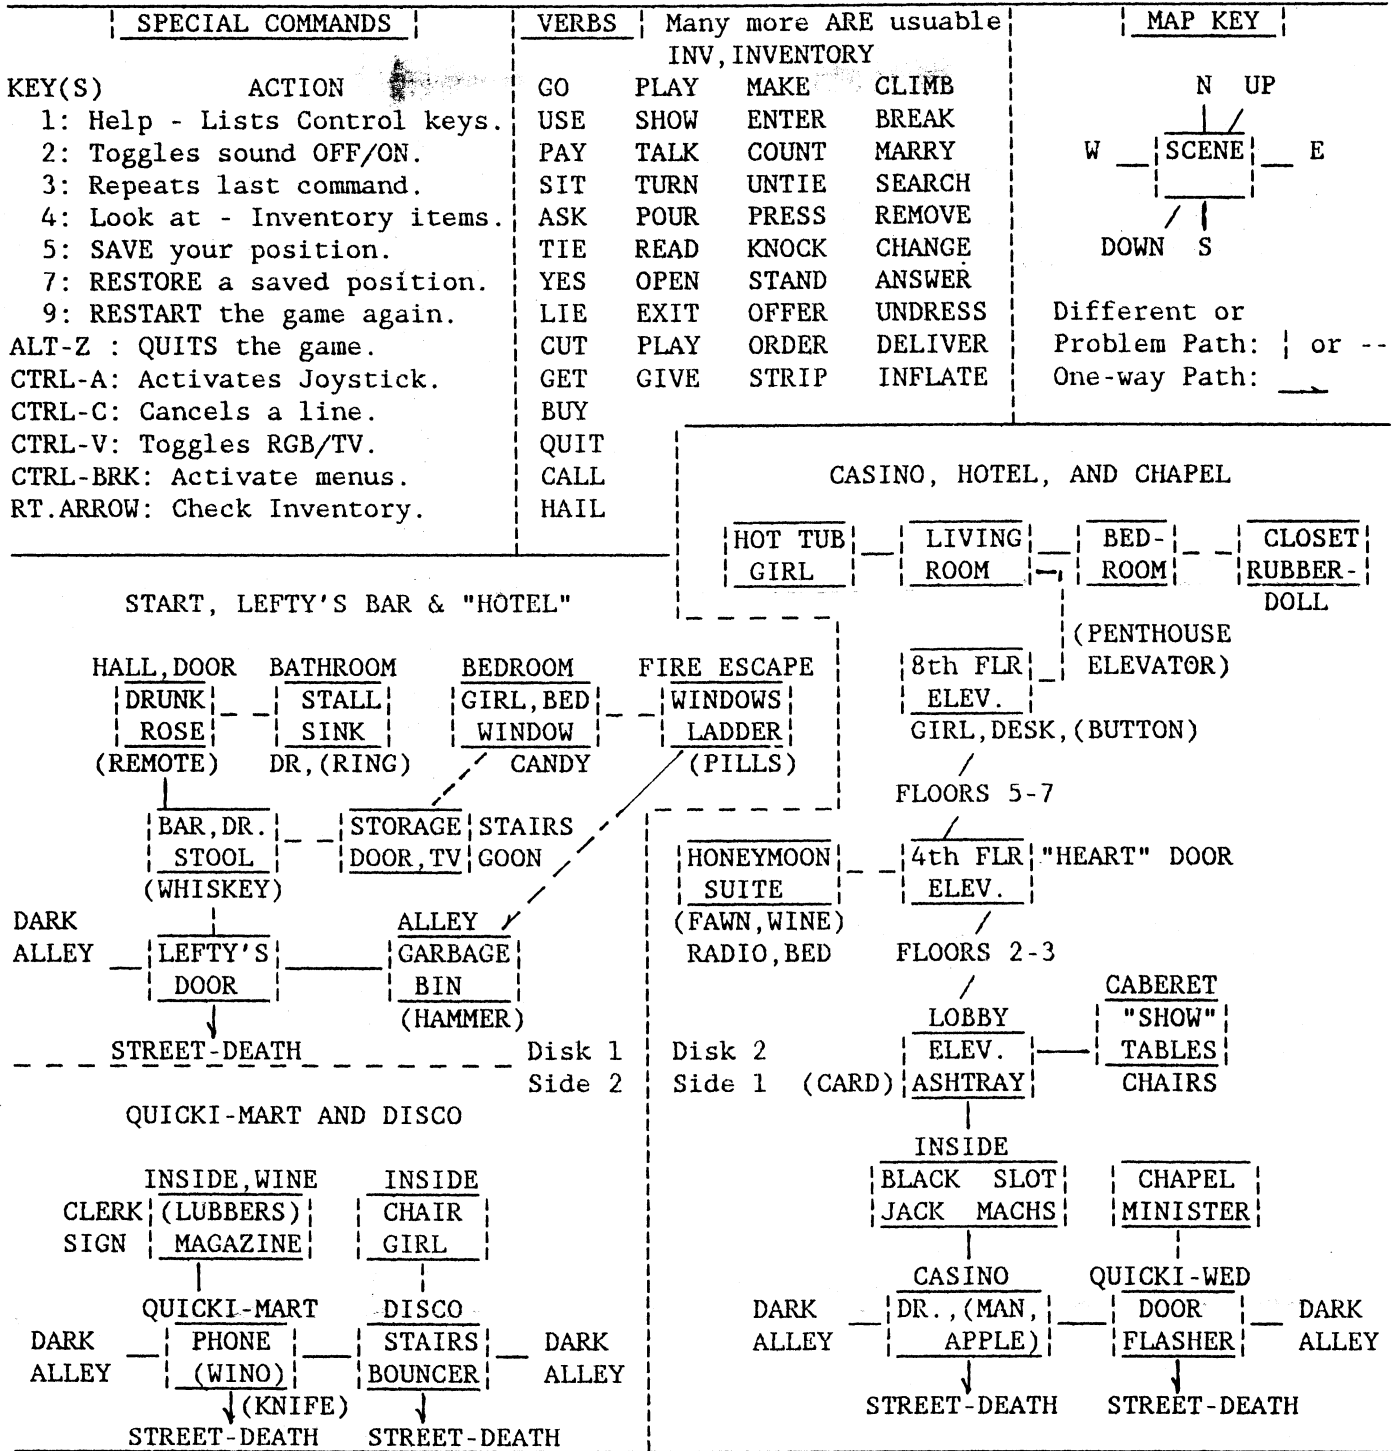 SPECIAL COMMANDS
KEY(S) ACTION
1: Help - Lists Control keys.
2: Toggles sound OFF/ON.
3: Repeats last command.
4: Look at - Inventory items.
5: SAVE your position.
7: RESTORE a saved position.
9: RESTART the game again.
ALT-Z : QUITS the game.
CTRL-A: Activates Joystick.
CTRL-C: Cancels a line.
CTRL-V: Toggles RGB/TV.
CTRL-BRK: Activate menus.
RT.ARROW: Check Inventory.
VERBS Many more ARE usuable
INV,INVENTORY
GO PLAY MAKE CLIMB
USE SHOW ENTER BREAK
PAY TALK COUNT MARRY
SIT TURN UNTIE SEARCH
ASK POUR PRESS REMOVE
TIE READ KNOCK CHANGE
YES OPEN STAND ANSWER
LIE EXIT OFFER UNDRESS
CUT PLAY ORDER DELIVER
GET GIVE STRIP INFLATE
BUY
QUIT
CALL
HAIL
MAP KEY
N UP
W SCENE E
DOWN S
Different or
Problem Path: ¦ or --
One-way Path:
START, LEFTY'S BAR & "HOTEL"
HALL,DOOR BATHROOM BEDROOM FIRE ESCAPE
DRUNK STALL GIRL,BED WINDOWS
ROSE SINK WINDOW LADDER
(REMOTE) DR,(RING) CANDY (PILLS)
BAR,DR. STORAGE STAIRS
STOOL DOOR,TV GOON
(WHISKEY)
DARK ALLEY
ALLEY LEFTY'S GARBAGE
DOOR BIN
(HAMMER)
STREET-DEATH Disk 1
Side 2
QUICKI-MART AND DISCO
INSIDE,WINE INSIDE
CLERK (LUBBERS) CHAIR
SIGN MAGAZINE GIRL
QUICKI-MART DISCO
DARK PHONE STAIRS DARK
ALLEY (WINO) BOUNCER ALLEY
(KNIFE)
STREET-DEATH STREET-DEATH
CASINO, HOTEL, AND CHAPEL
HOT TUB LIVING BED- CLOSET
GIRL ROOM ROOM RUBBER-
DOLL
(PENTHOUSE
8th FLR ELEVATOR)
ELEV.
GIRL,DESK,(BUTTON)
FLOORS 5-7
HONEYMOON 4th FLR "HEART" DOOR
SUITE ELEV.
(FAWN,WINE)
RADIO,BED FLOORS 2-3
CABERET
LOBBY "SHOW"
Disk 2 ELEV. TABLES
Side 1 (CARD) ASHTRAY CHAIRS
INSIDE
BLACK SLOT CHAPEL
JACK MACHS MINISTER
CASINO QUICKI-WED
DARK DR.,(MAN, DOOR DARK
ALLEY APPLE) FLASHER ALLEY
STREET-DEATH STREET-DEATH